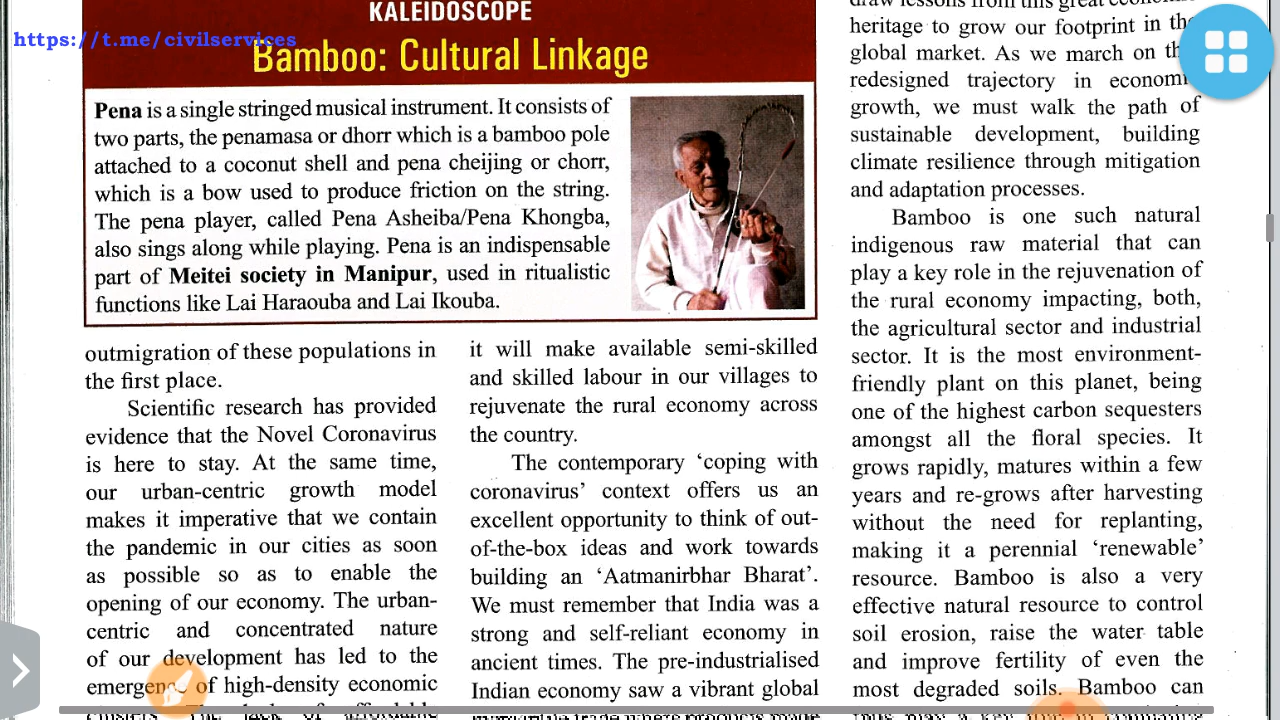 https://t.me/civilservices
KALEIDOSCOPE
Bamboo: Cultural Linkage
Pena is a single stringed musical instrument. It consists of
two parts, the penamasa or dhorr which is a bamboo pole
attached to a coconut shell and pena cheijing or chorr,
which is a bow used to produce friction on the string.
The pena player, called Pena Asheiba/Pena Khongba,
also sings along while playing. Pena is an indispensable
part of Meitei society in Manipur, used in ritualistic
functions like Lai Haraouba and Lai Ikouba.
outmigration of these populations in
the first place.
Scientific research has provided
evidence that the Novel Coronavirus
is here to stay. At the same time,
our urban-centric growth model
makes it imperative that we contain
the pandemic in our cities as soon
as possible so as to enable the
opening of our economy. The urban-
centric and concentrated nature
of our development has led to the
of high-density economic
it will make available semi-skilled
and skilled labour in our villages to
rejuvenate the rural economy across
the country.
The contemporary ‘coping with
coronavirus’ context offers us an
excellent opportunity to think of out-
of-the-box ideas and work towards
building an ‘Aatmanirbhar Bharat’.
We must remember that India was a
strong and self-reliant economy in
ancient times. The pre-industrialised
Indian economy saw a vibrant global
draw lessons from this great
heritage to grow our footprint in the
global market. As we march on
redesigned trajectory in
growth, we must walk the path of
sustainable development, building
climate resilience through mitigation
and adaptation processes.
Bamboo is one such natural
indigenous raw material that can
play a key role in the rejuvenation of
the rural economy impacting, both,
the agricultural sector and industrial
sector. It is the most environment-
friendly plant on this planet, being
one of the highest carbon sequesters
amongst all the floral species. It
grows rapidly, matures within a few
years and re-grows after harvesting
without the need for replanting,
making it a perennial ‘renewable’
resource. Bamboo is also a very
effective natural resource to control
soil erosion, raise the water table
and improve fertility of even the
most degraded soils. Bamboo can